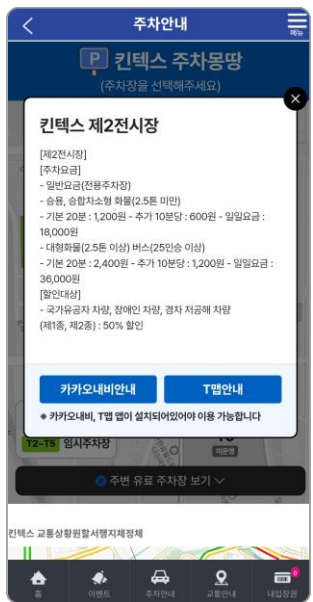 주차안내
메뉴
P 킨텍스 주차몽땅
(주차장을 선택해주세요)
킨텍스 제2전시장
[제2전시장]
[주차요금]
- 일반요금(전용주차장)
- 승용, 승합차소형 화물(2.5톤 미만)
- 기본 20분 : 1,200원 - 추가 10분당 : 600원 - 일일요금 :
18,000원
- 대형화물(2.5톤 이상) 버스(25인승 이상)
- 기본 20분 : 2,400원 - 추가 10분당 : 1,200원 - 일일요금 :
36,000원
[할인대상]
- 국가유공자 차량, 장애인 차량, 경차 저공해 차량
(제1종, 제2종) : 50% 할인
카카오내비안내
T맵안내
※ 카카오내비, T맵 앱이 설치되어있어야 이용 가능합니다
T2~T5 임시주차장
미운영
주변 유료 주차장 보기
킨텍스 교통상황원활서행지체정체
홈
이벤트
주차안내
교통안내
내입장권